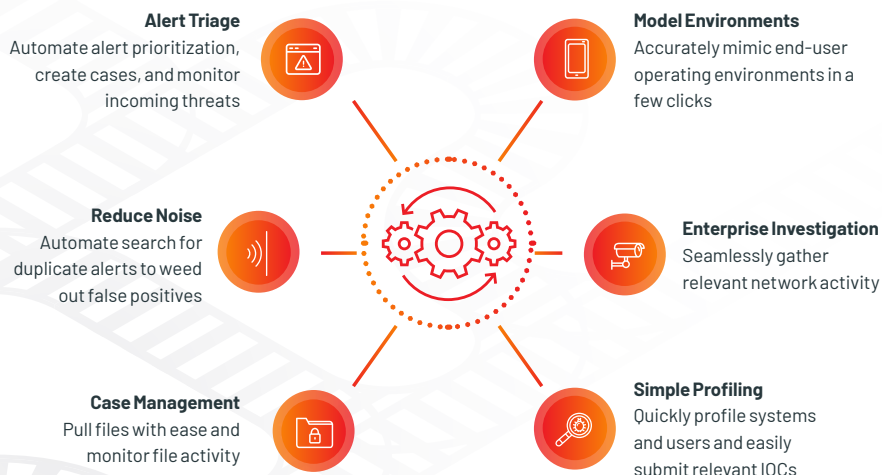 Alert Triage
Automate alert prioritization,
create cases, and monitor
incoming threats
Model Environments
Accurately mimic end-user
operating environments in a
few clicks
Reduce Noise
Automate search for
duplicate alerts to weed
out false positives
Enterprise Investigation
Seamlessly gather
relevant network activity
Case Management
Pull files with ease and
monitor file activity
Simple Profiling
Quickly profile systems
and users and easily
submit relevant IOCs